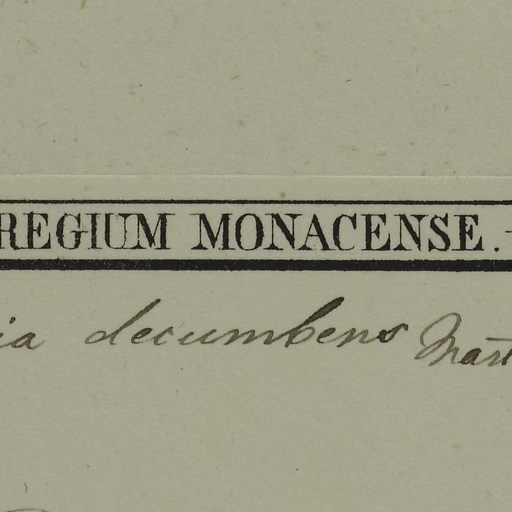 REGIUM MONACENSE.
ia decumbens Mart